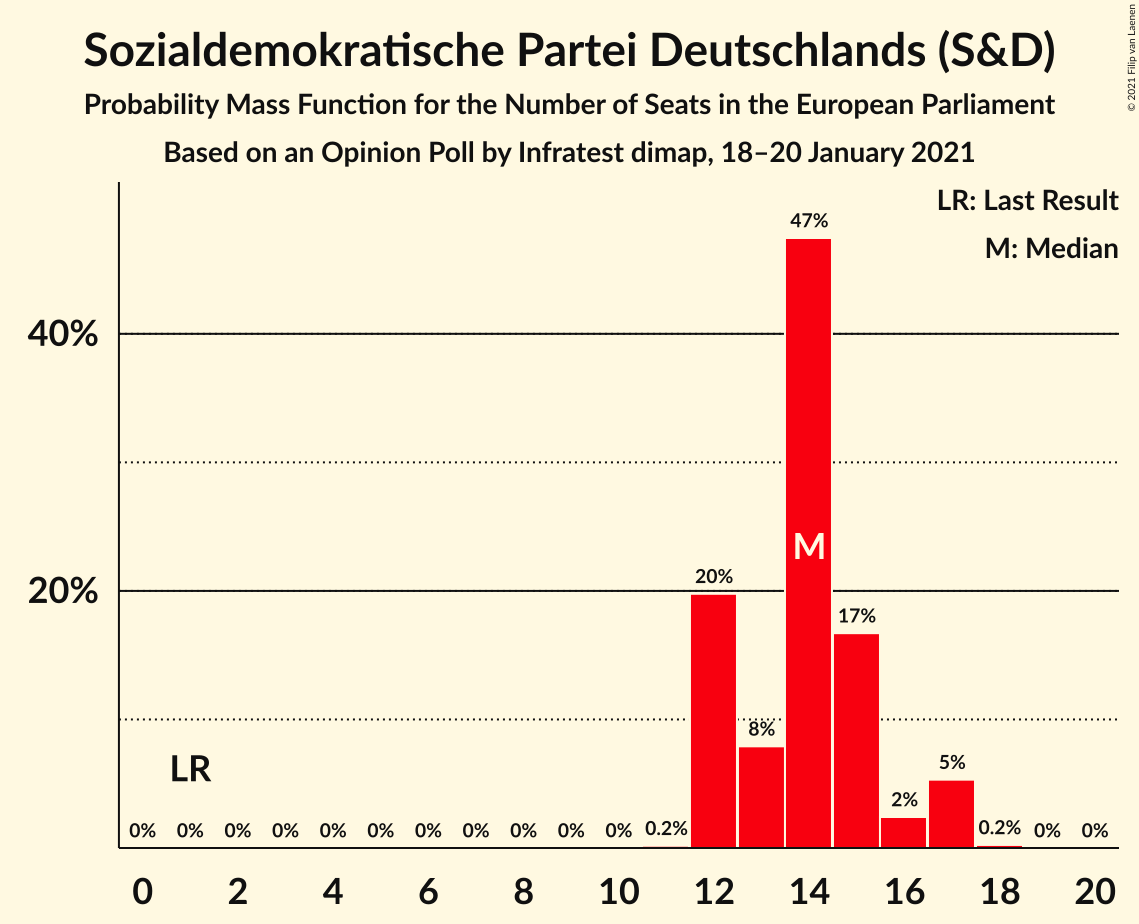 Sozialdemokratische Partei Deutschlands (S&D)
Probability Mass Function for the Number of Seats in the European Parliament
Based on an Opinion Poll by Infratest dimap, 18–20 January 2021
© 2021 Filip van Laenen
LR: Last Result
M: Median
47%
40%
M
20%
20%
17%
8%
LR
5%
2%
0% 0% 0% 0% 0% 0% 0% 0% 0% 0% 0% 0.2% 0.2% 0% 0%
0 2 4 6 8 10 12 14 16 18 20